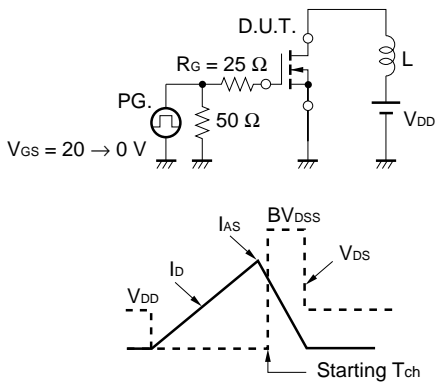 D.U.T.
RG = 25 Ω
L
PG.
50 Ω
VDD
VGS = 20 → 0 V
BVDSS
IAS
ID
VDS
VDD
Starting Tch